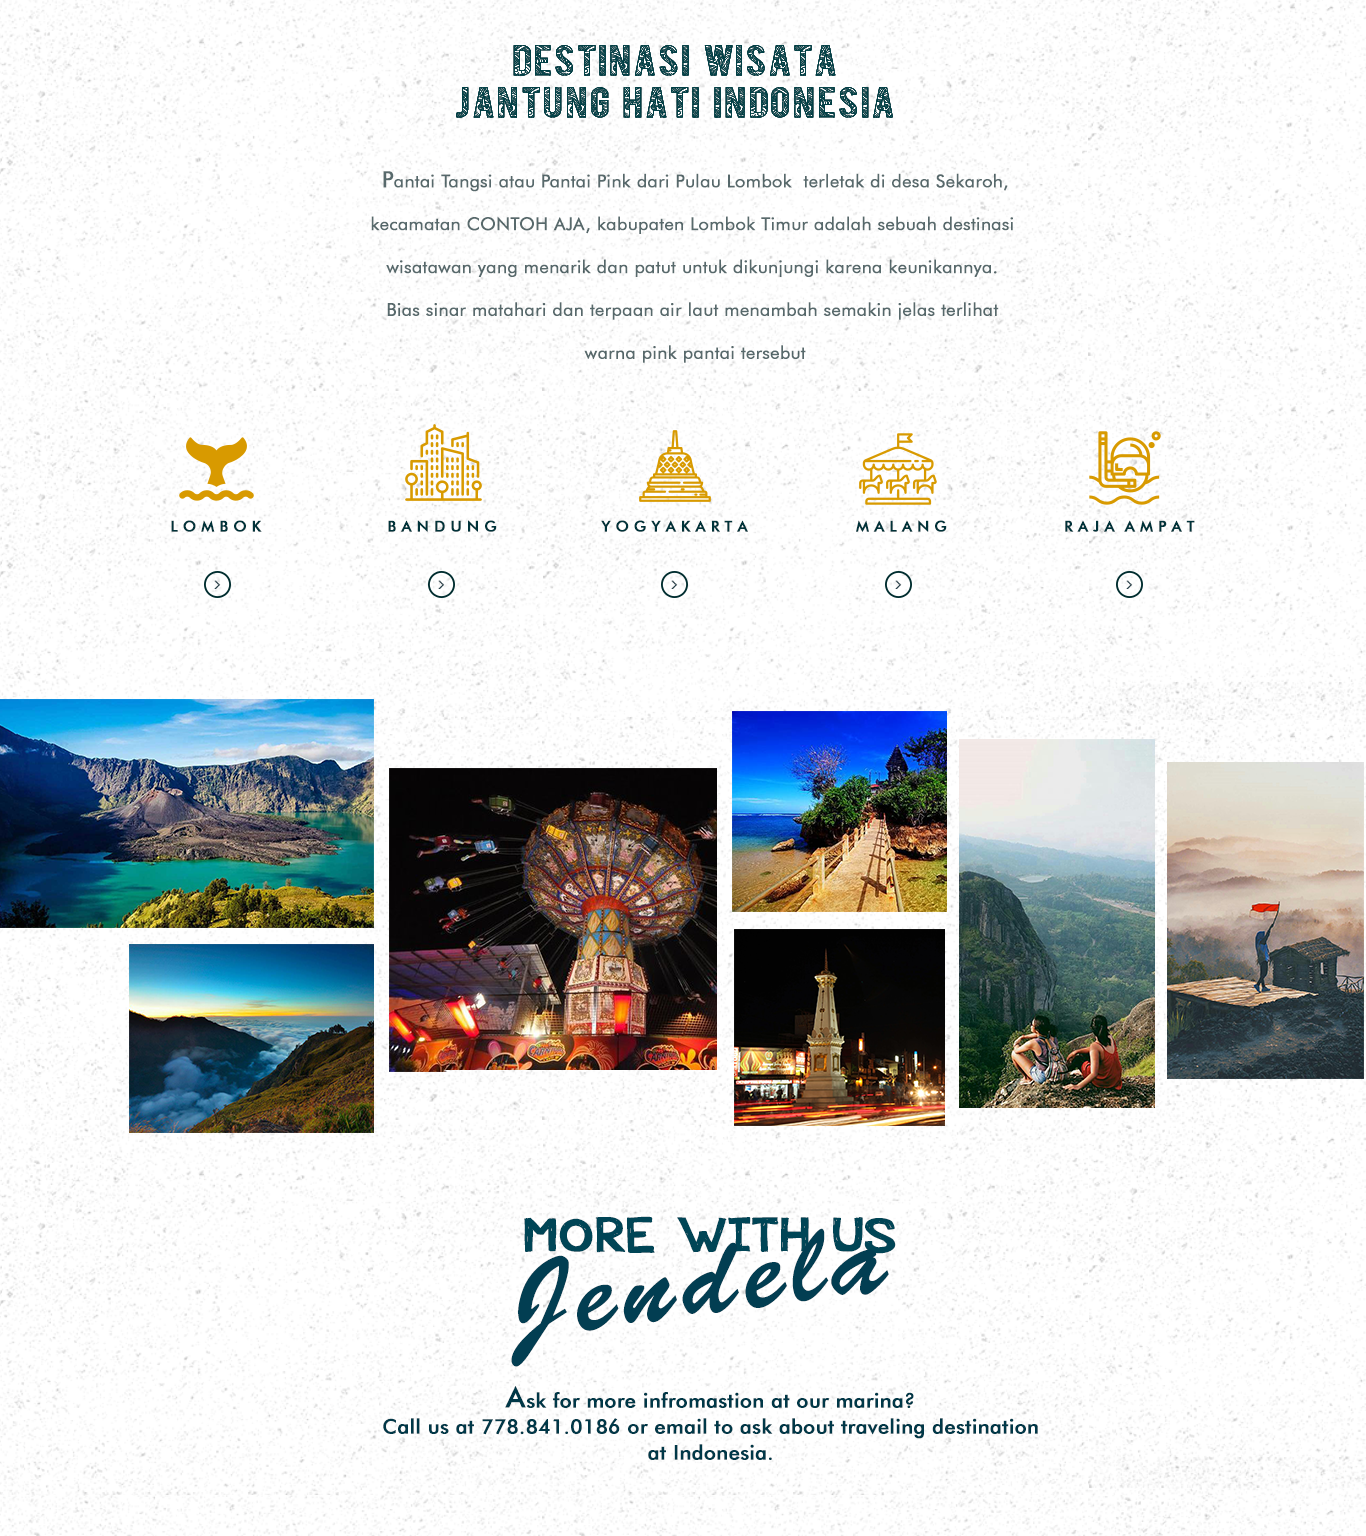 DESTINASI WISATA
JANTUNG HATI INDONESIA
Pantai Tangsi atau Pantai Pink dari Pulau Lombok  terletak di desa Sekaroh,
kecamatan CONTOH AJA, kabupaten Lombok Timur adalah sebuah destinasi
wisatawan yang menarik dan patut untuk dikunjungi karena keunikannya.
Bias sinar matahari dan terpaan air laut menambah semakin jelas terlihat
warna pink pantai tersebut
LOMBOK
BANDUNG
YOGYAKARTA
MALANG
RAJA AMPAT
MORE WITH US
Jendela
Ask for more infromastion at our marina?
Call us at 778.841.0186 or email to ask about traveling destination
at Indonesia.